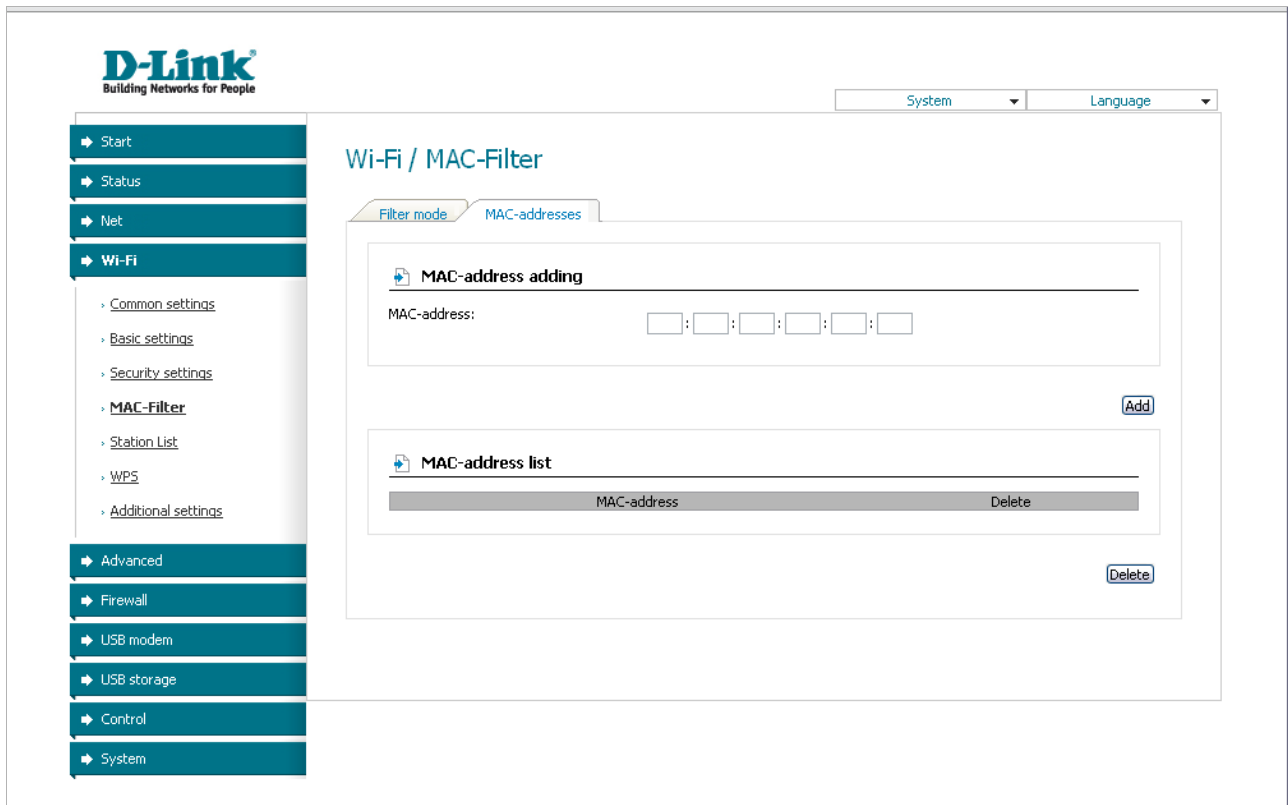 D-Link
Building Networks for People
System
Language
Start
Status
Net
Wi-Fi
Common settings
Basic settings
Security settings
MAC-Filter
Station List
WPS
Additional settings
Advanced
Firewall
USB modem
USB storage
Control
System
Wi-Fi / MAC-Filter
Filter mode
MAC-addresses
MAC-address adding
MAC-address:
: : : : :
Add
MAC-address list
MAC-address Delete
Delete